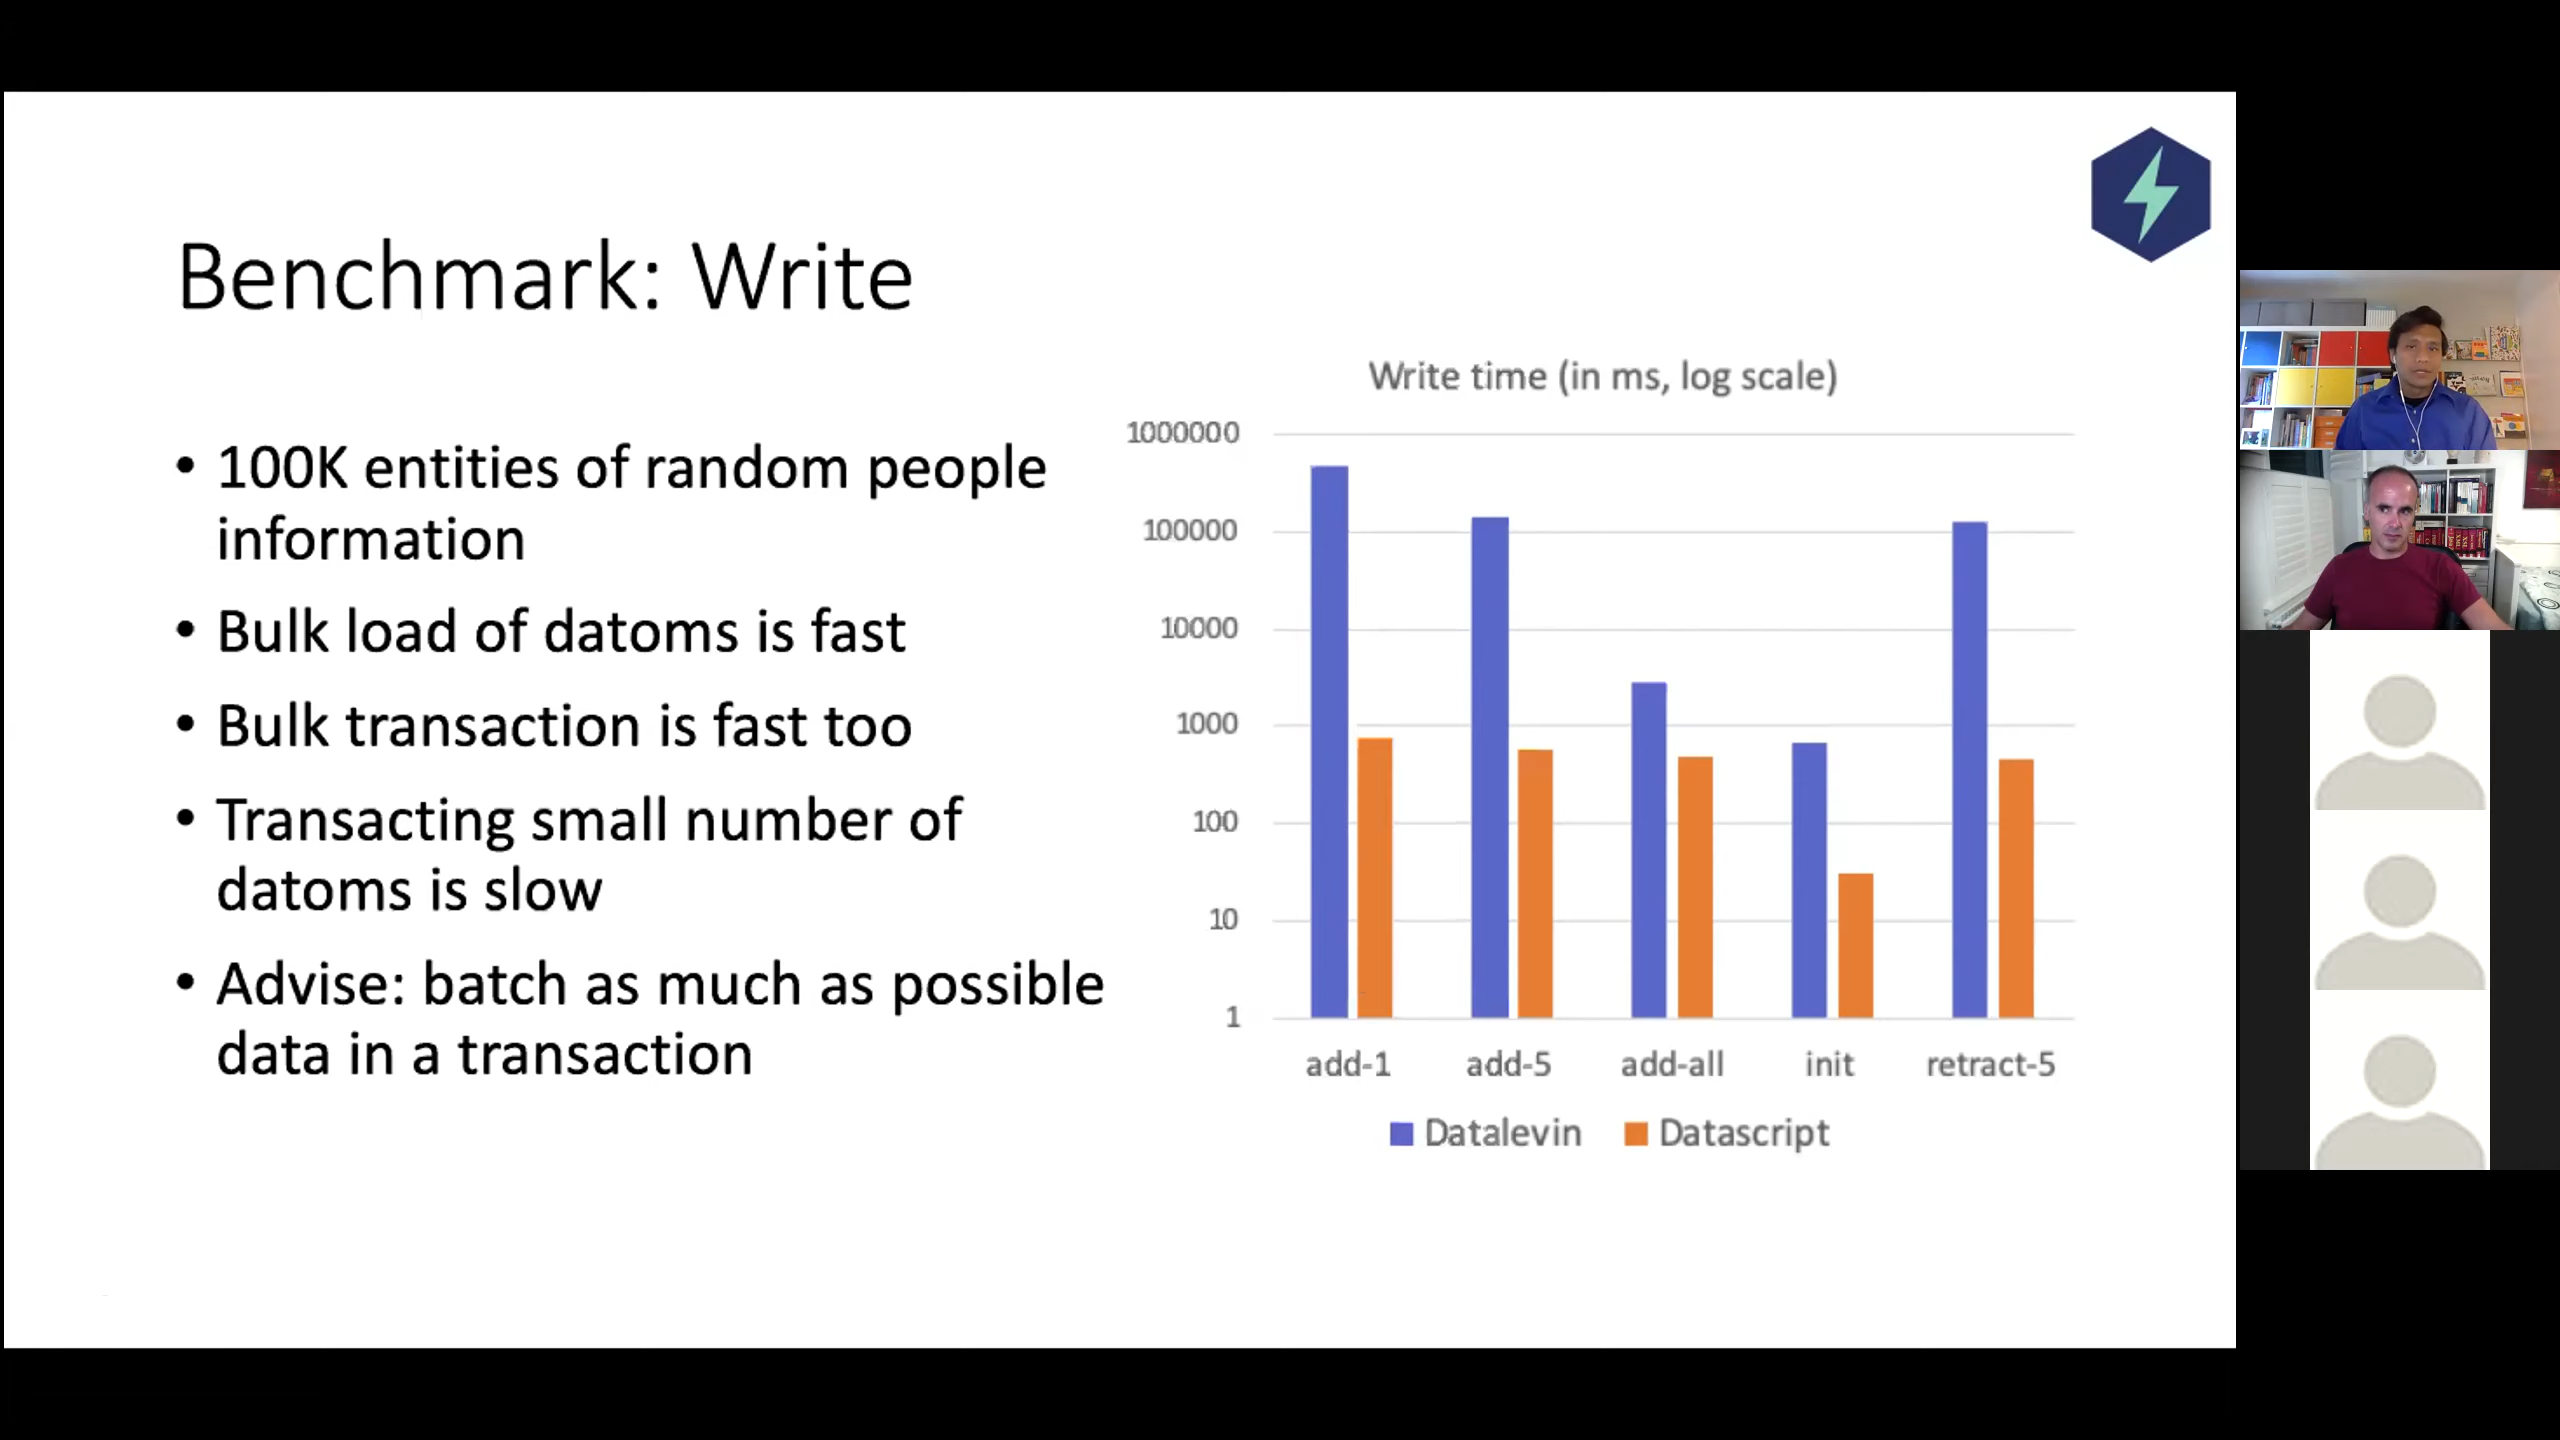 Benchmark: Write
• 100K entities of random people
information
• Bulk load of datoms is fast
• Bulk transaction is fast too
• Transacting small number of
datoms is slow
• Advise: batch as much as possible
data in a transaction
Write time (in ms, log scale)
1000000
100000
10000
1000
100
10
1
add-1 add-5 add-all init retract-5
Datalevin Datascript